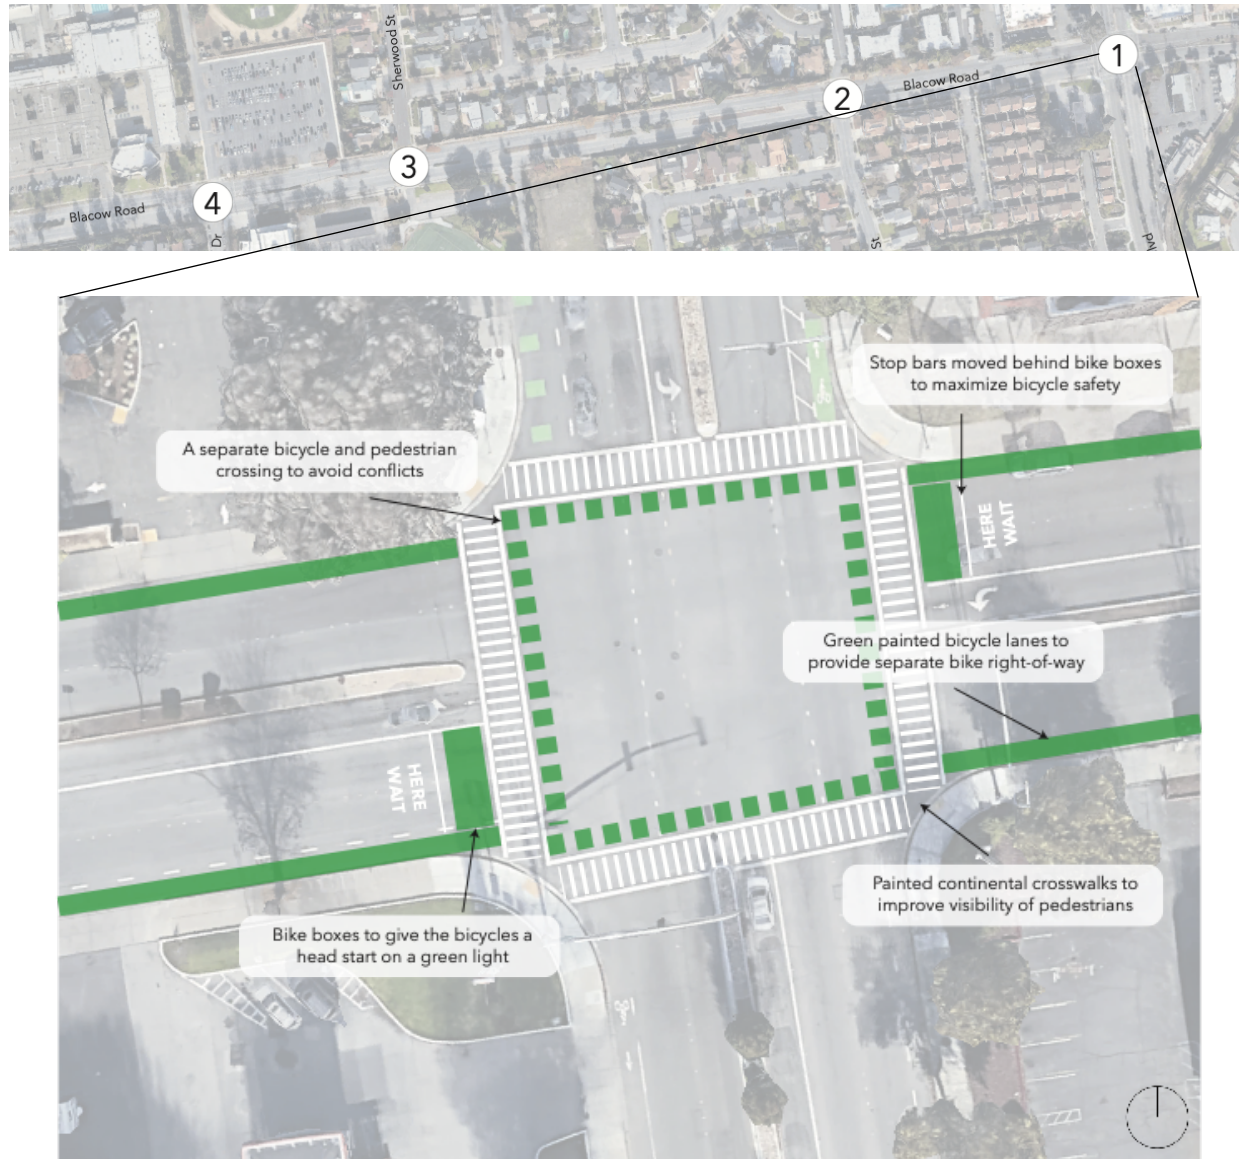 Sherwood St
1
Blacow Road
2
3
4
Blacow Road
Dr
St
lvd
Stop bars moved behind bike boxes
to maximize bicycle safety
A separate bicycle and pedestrian
crossing to avoid conflicts
HERE
WAIT
Green painted bicycle lanes to
provide separate bike right-of-way
HERE
WAIT
Painted continental crosswalks to
improve visibility of pedestrians
Bike boxes to give the bicycles a
head start on a green light